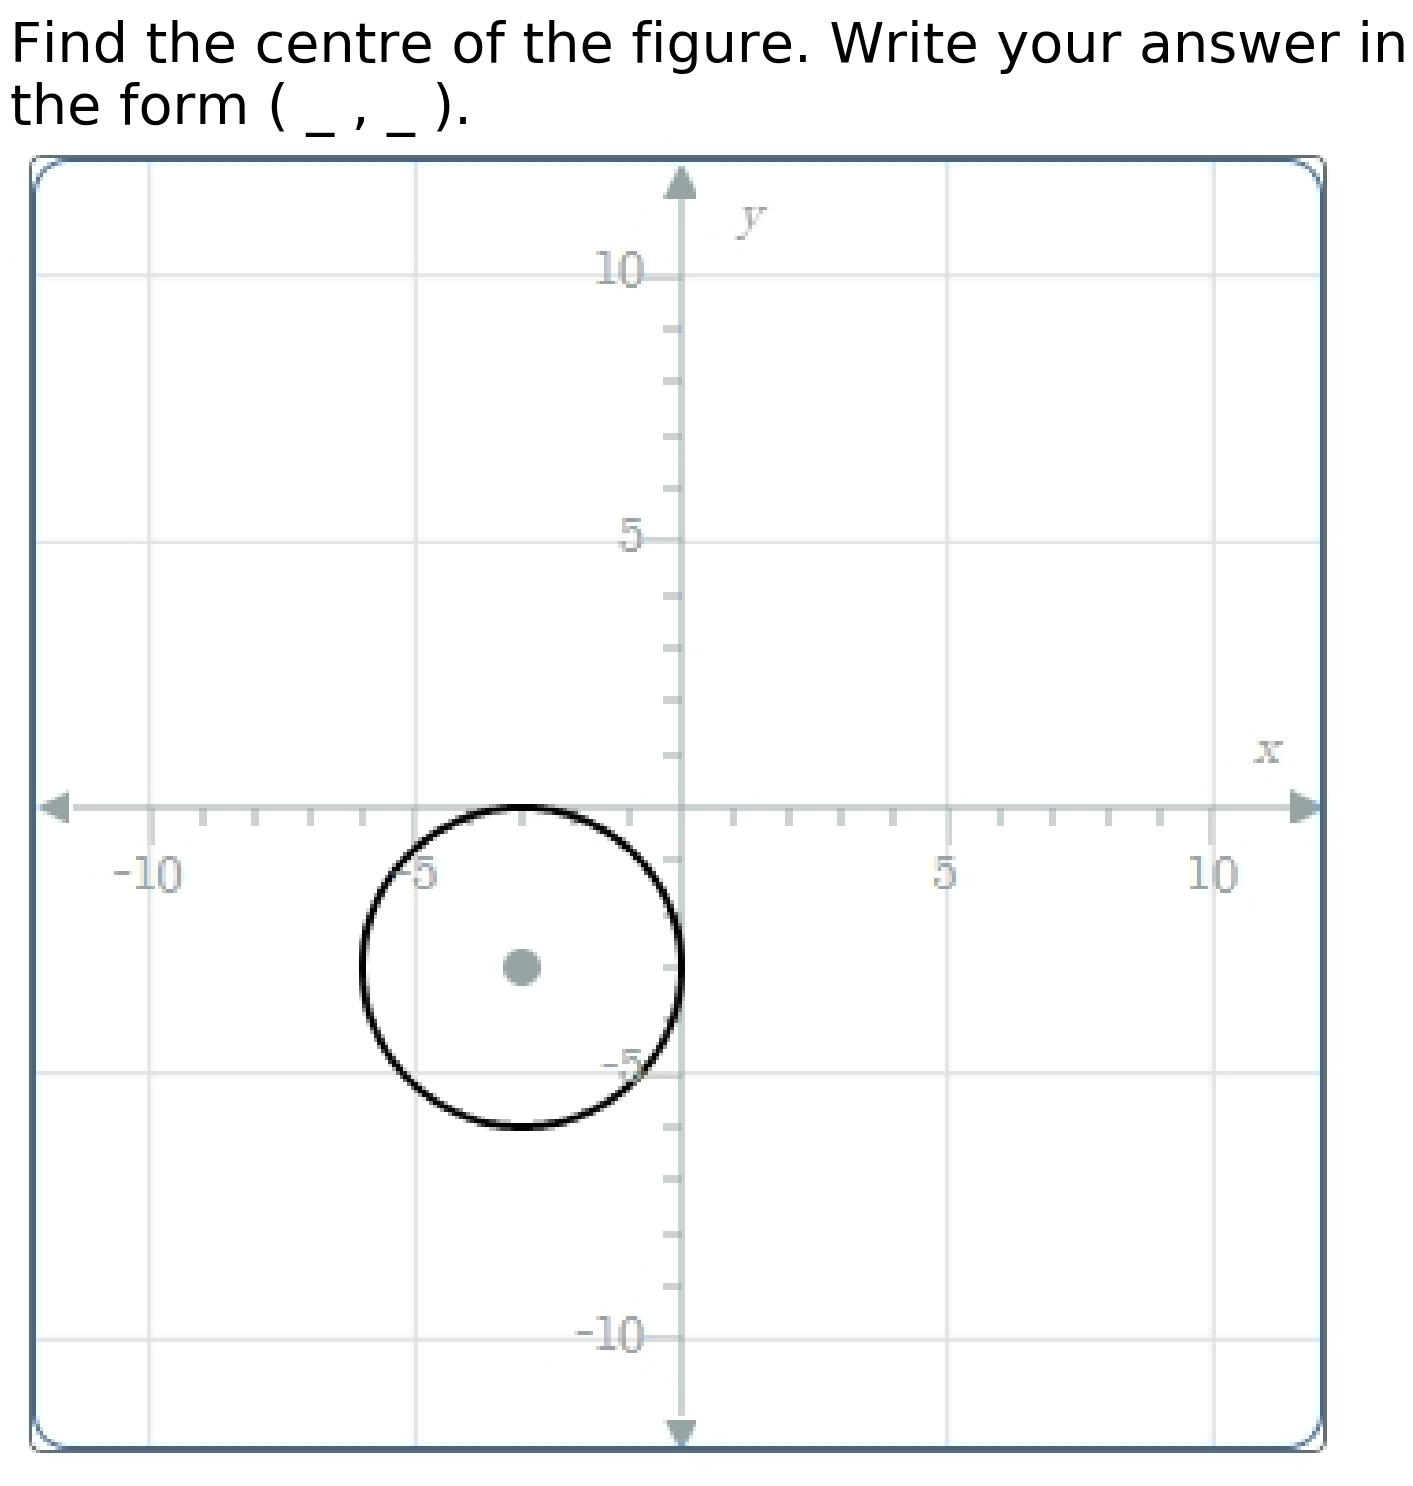 Find the centre of the figure. Write your answer in
the form ( _ , _ ).
y
10
5
x
-10
-5
5
10
-5
-10